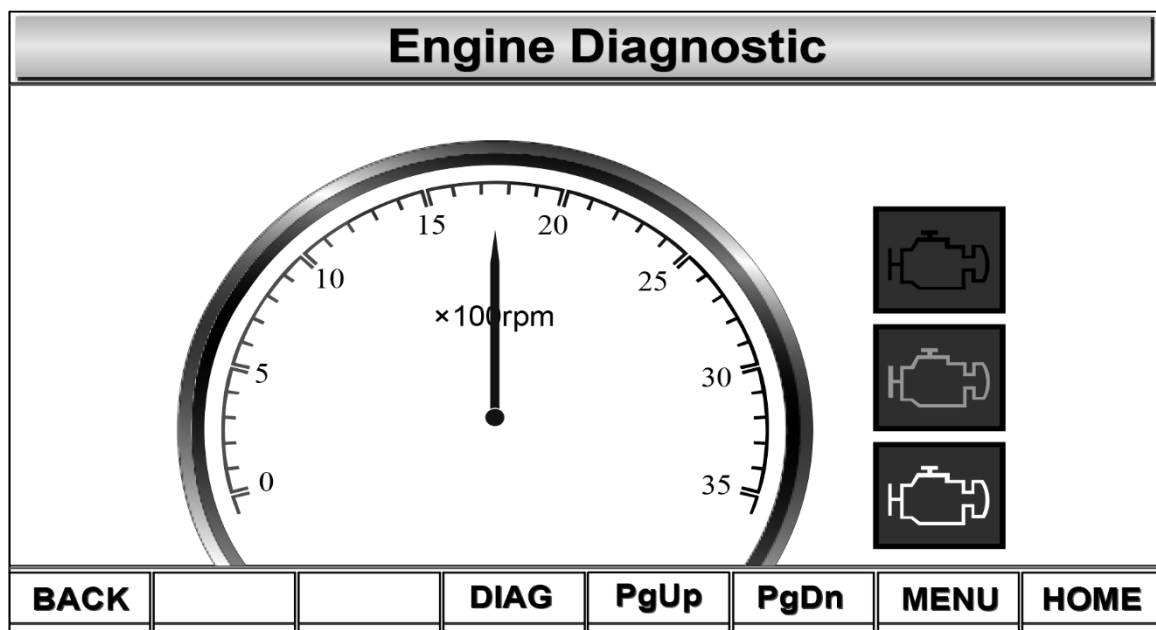 Engine Diagnostic
15 20
10 25
×100rpm
5 30
0 35
BACK DIAG PgUp PgDn MENU HOME